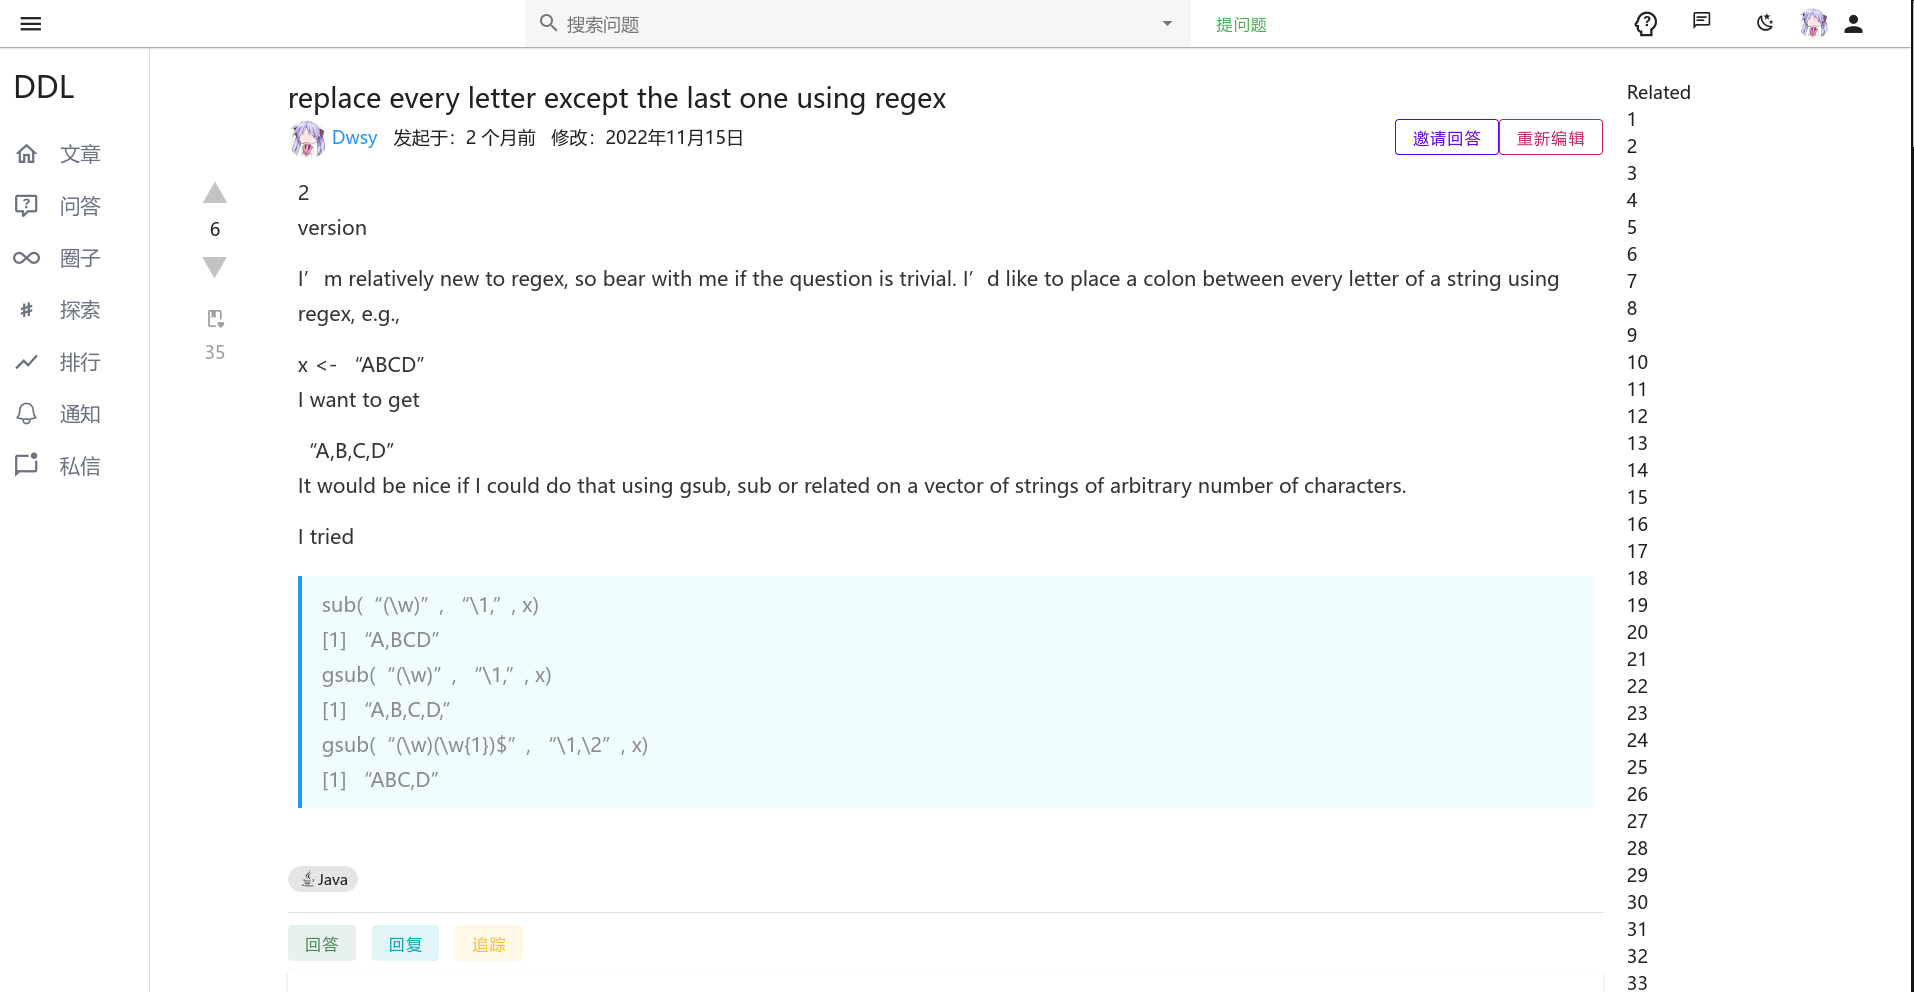 搜索问题
提问题
DDL
文章
问答
圈子
探索
排行
通知
私信
replace every letter except the last one using regex
Dwsy 发起于：2 个月前 修改：2022年11月15日
邀请回答
重新编辑
6
35
2
version
I’m relatively new to regex, so bear with me if the question is trivial. I’d like to place a colon between every letter of a string using
regex, e.g.,
x <- “ABCD”
I want to get
“A,B,C,D”
It would be nice if I could do that using gsub, sub or related on a vector of strings of arbitrary number of characters.
I tried
sub(“(\w)”, “\1,”, x)
[1] “A,BCD”
gsub(“(\w)”, “\1,”, x)
[1] “A,B,C,D,”
gsub(“(\w)(\w{1})$”, “\1,\2”, x)
[1] “ABC,D”
Java
回答
回复
追踪
Related
1
2
3
4
5
6
7
8
9
10
11
12
13
14
15
16
17
18
19
20
21
22
23
24
25
26
27
28
29
30
31
32
33